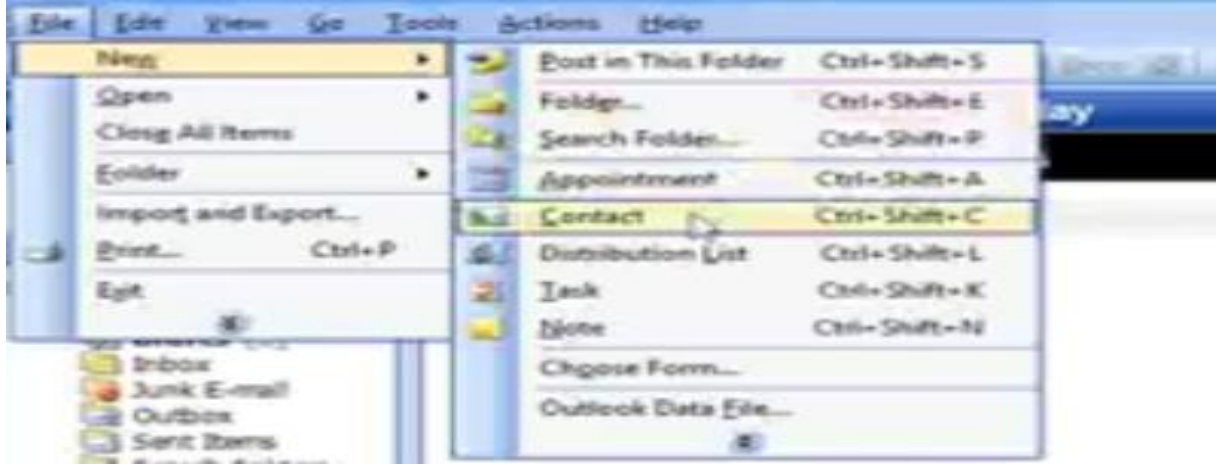 File Edit View Go Tools Actions Help
New
Open
Close All Items
Folder
Import and Export...
Print... Ctrl+P
Exit
Post in This Folder Ctrl+Shift+S
Folder... Ctrl+Shift+E
Search Folder... Ctrl+Shift+P
Appointment Ctrl+Shift+A
Contact Ctrl+Shift+C
Distribution List Ctrl+Shift+L
Task Ctrl+Shift+K
Note Ctrl+Shift+N
Choose Form...
Outlook Data File...
ay
Inbox
Junk E-mail
Outbox
Sent Items